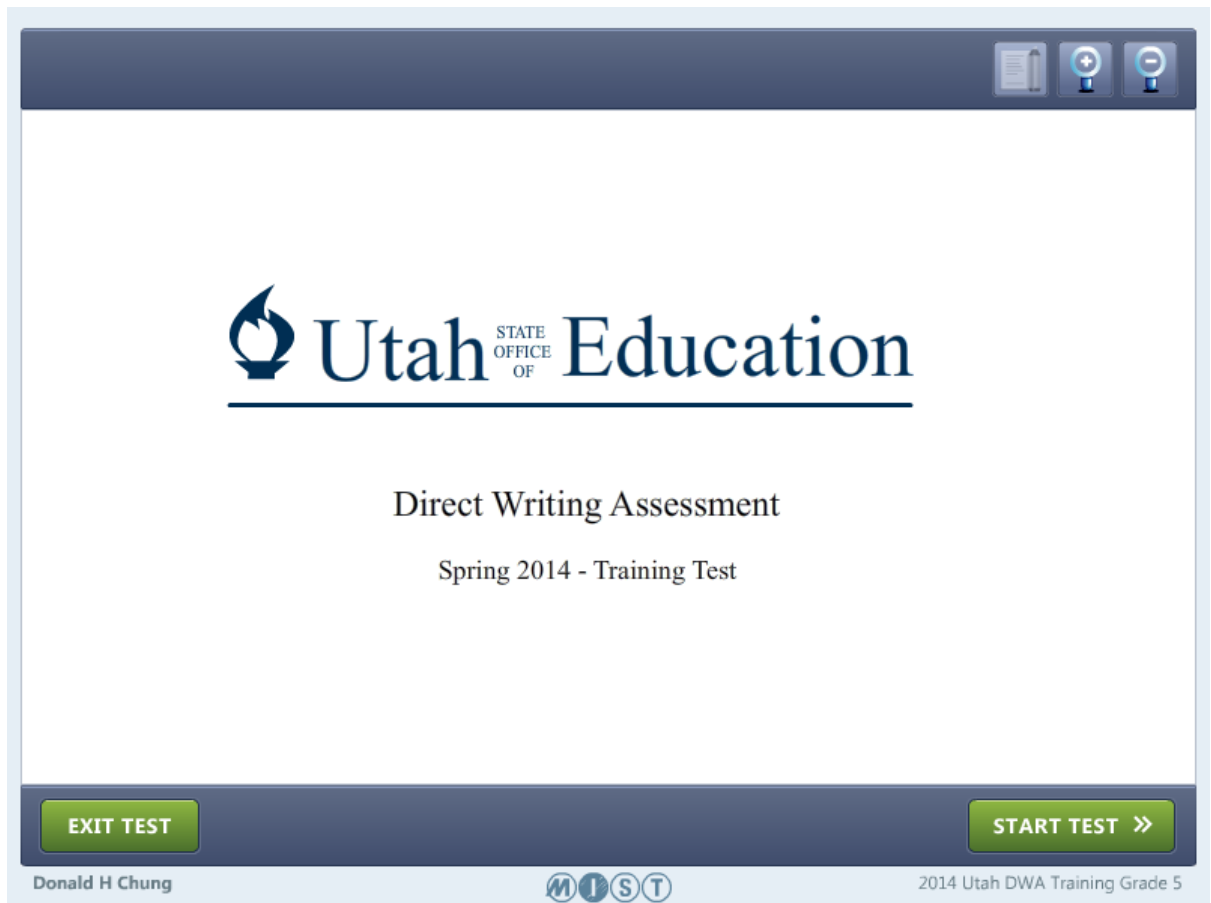 Utah STATE OFFICE OF Education
Direct Writing Assessment
Spring 2014 - Training Test
EXIT TEST
START TEST »
Donald H Chung
MIST
2014 Utah DWA Training Grade 5